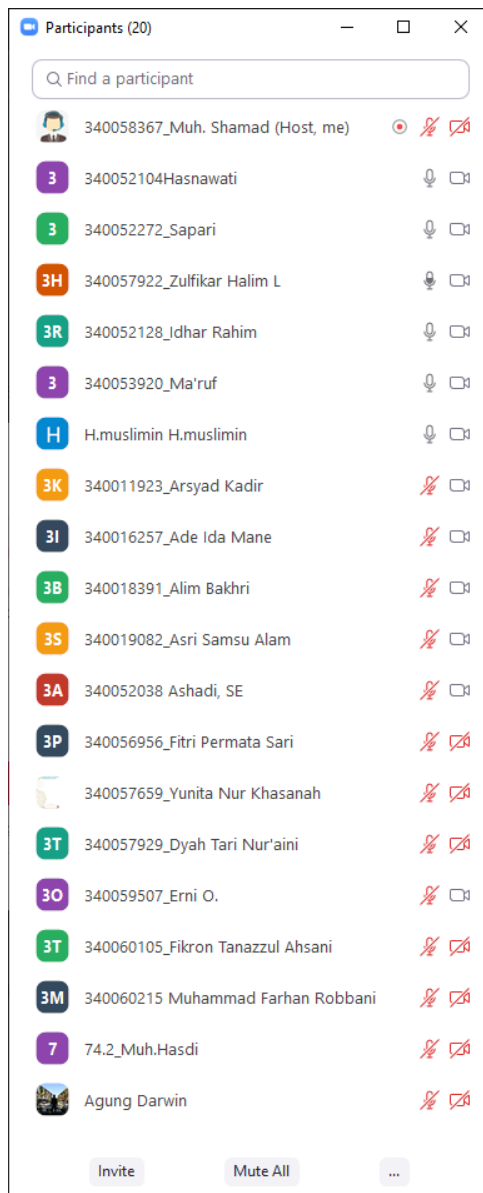 Participants (20)
Find a participant
340058367_Muh. Shamad (Host, me)
3 340052104Hasnawati
3 340052272_Sapari
3H 340057922_Zulfikar Halim L
3R 340052128_Idhar Rahim
3 340053920_Ma'ruf
H H.muslimin H.muslimin
3K 340011923_Arsyad Kadir
3I 340016257_Ade Ida Mane
3B 340018391_Alim Bakhri
3S 340019082_Asri Samsu Alam
3A 340052038 Ashadi, SE
3P 340056956_Fitri Permata Sari
340057659_Yunita Nur Khasanah
3T 340057929_Dyah Tari Nur'aini
3O 340059507_Erni O.
3T 340060105_Fikron Tanazzul Ahsani
3M 340060215 Muhammad Farhan Robbani
7 74.2_Muh.Hasdi
Agung Darwin
Invite Mute All ...